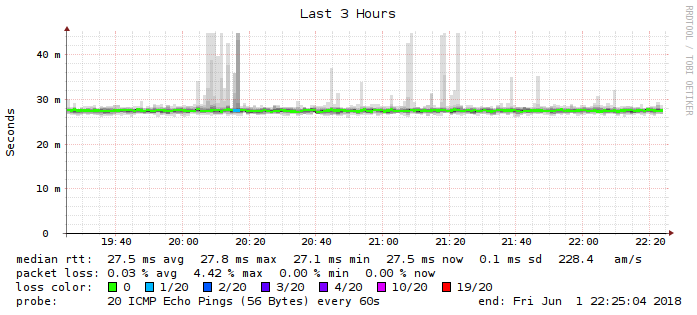 Last 3 Hours
RRDTOOL / TOBI OETIKER
Seconds
40 m
30 m
20 m
10 m
0
19:40 20:00 20:20 20:40 21:00 21:20 21:40 22:00 22:20
median rtt: 27.5 ms avg 27.8 ms max 27.1 ms min 27.5 ms now 0.1 ms sd 228.4 am/s
packet loss: 0.03 % avg 4.42 % max 0.00 % min 0.00 % now
loss color: 0 1/20 2/20 3/20 4/20 10/20 19/20
probe: 20 ICMP Echo Pings (56 Bytes) every 60s end: Fri Jun 1 22:25:04 2018